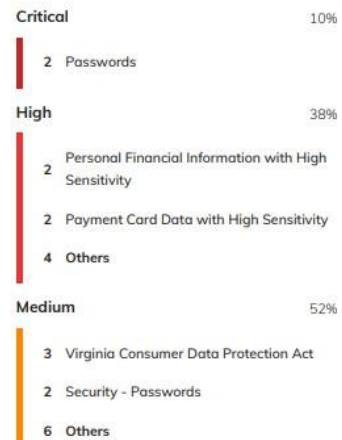 Critical 10%
2 Passwords
High 38%
2 Personal Financial Information with High
Sensitivity
2 Payment Card Data with High Sensitivity
4 Others
Medium 52%
3 Virginia Consumer Data Protection Act
2 Security - Passwords
6 Others